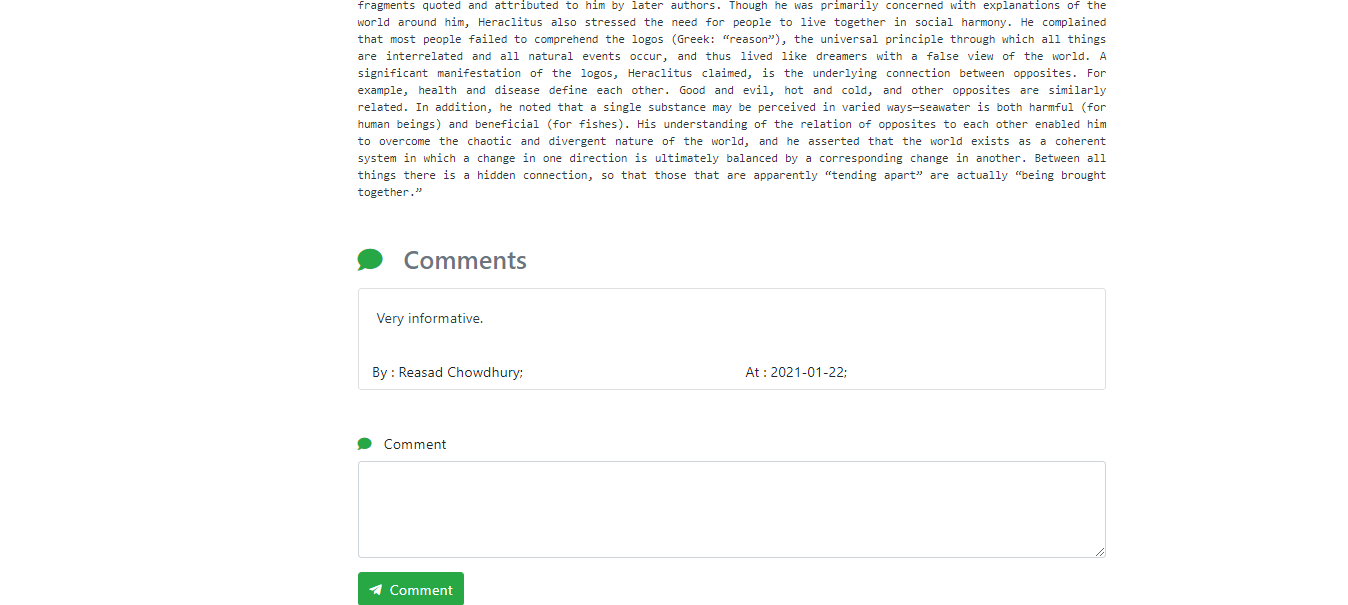 fragments quoted and attributed to him by later authors. Though he was primarily concerned with explanations of the
world around him, Heraclitus also stressed the need for people to live together in social harmony. He complained
that most people failed to comprehend the logos (Greek: “reason”), the universal principle through which all things
are interrelated and all natural events occur, and thus lived like dreamers with a false view of the world. A
significant manifestation of the logos, Heraclitus claimed, is the underlying connection between opposites. For
example, health and disease define each other. Good and evil, hot and cold, and other opposites are similarly
related. In addition, he noted that a single substance may be perceived in varied ways—seawater is both harmful (for
human beings) and beneficial (for fishes). His understanding of the relation of opposites to each other enabled him
to overcome the chaotic and divergent nature of the world, and he asserted that the world exists as a coherent
system in which a change in one direction is ultimately balanced by a corresponding change in another. Between all
things there is a hidden connection, so that those that are apparently “tending apart” are actually “being brought
together.”
Comments
Very informative.
By : Reasad Chowdhury; At : 2021-01-22;
Comment
Comment